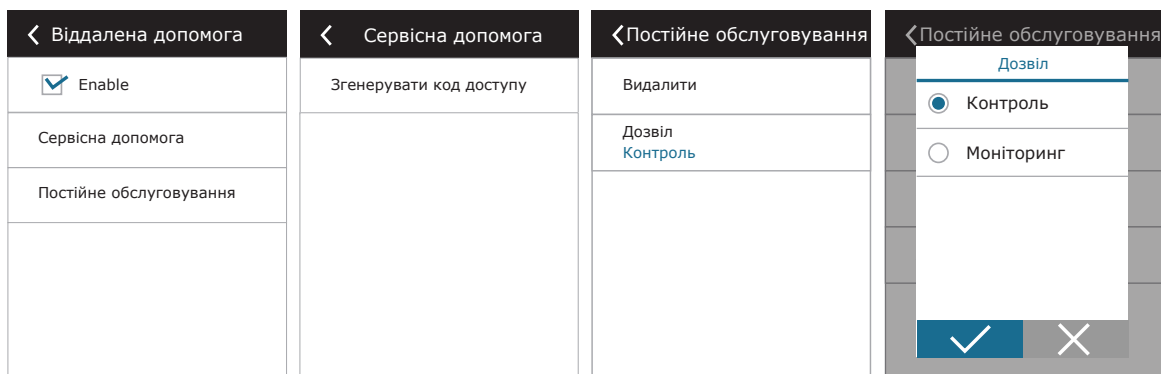 Віддалена допомога
Enable
Сервісна допомога
Постійне обслуговування
Сервісна допомога
Згенерувати код доступу
Постійне обслуговування
Видалити
Дозвіл
Контроль
Постійне обслуговування
Дозвіл
Контроль
Моніторинг